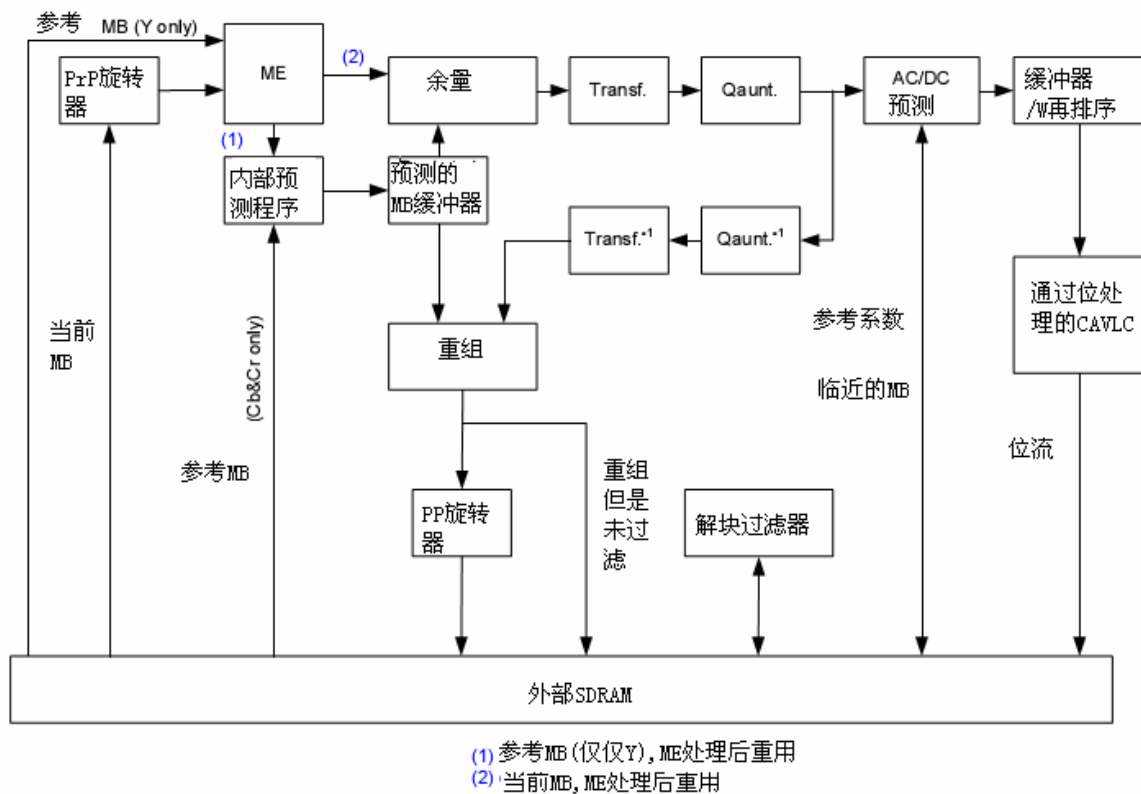 参考 MB (Y only)
PrP旋转
器
ME
(2)
余量
Transf.
Qaunt.
AC/DC
预测
缓冲器
/W再排序
(1)
内部预
测程序
预测的
MB缓冲器
Transf.*1
Qaunt.*1
当前
MB
(Cb&Cr only)
参考MB
重组
参考系数
临近的MB
通过位处
理的CAVLC
位流
PP旋转
器
重组
但是
未过
滤
解块过滤器
外部SDRAM
(1) 参考MB(仅仅Y),ME处理后重用
(2) 当前MB,ME处理后重用